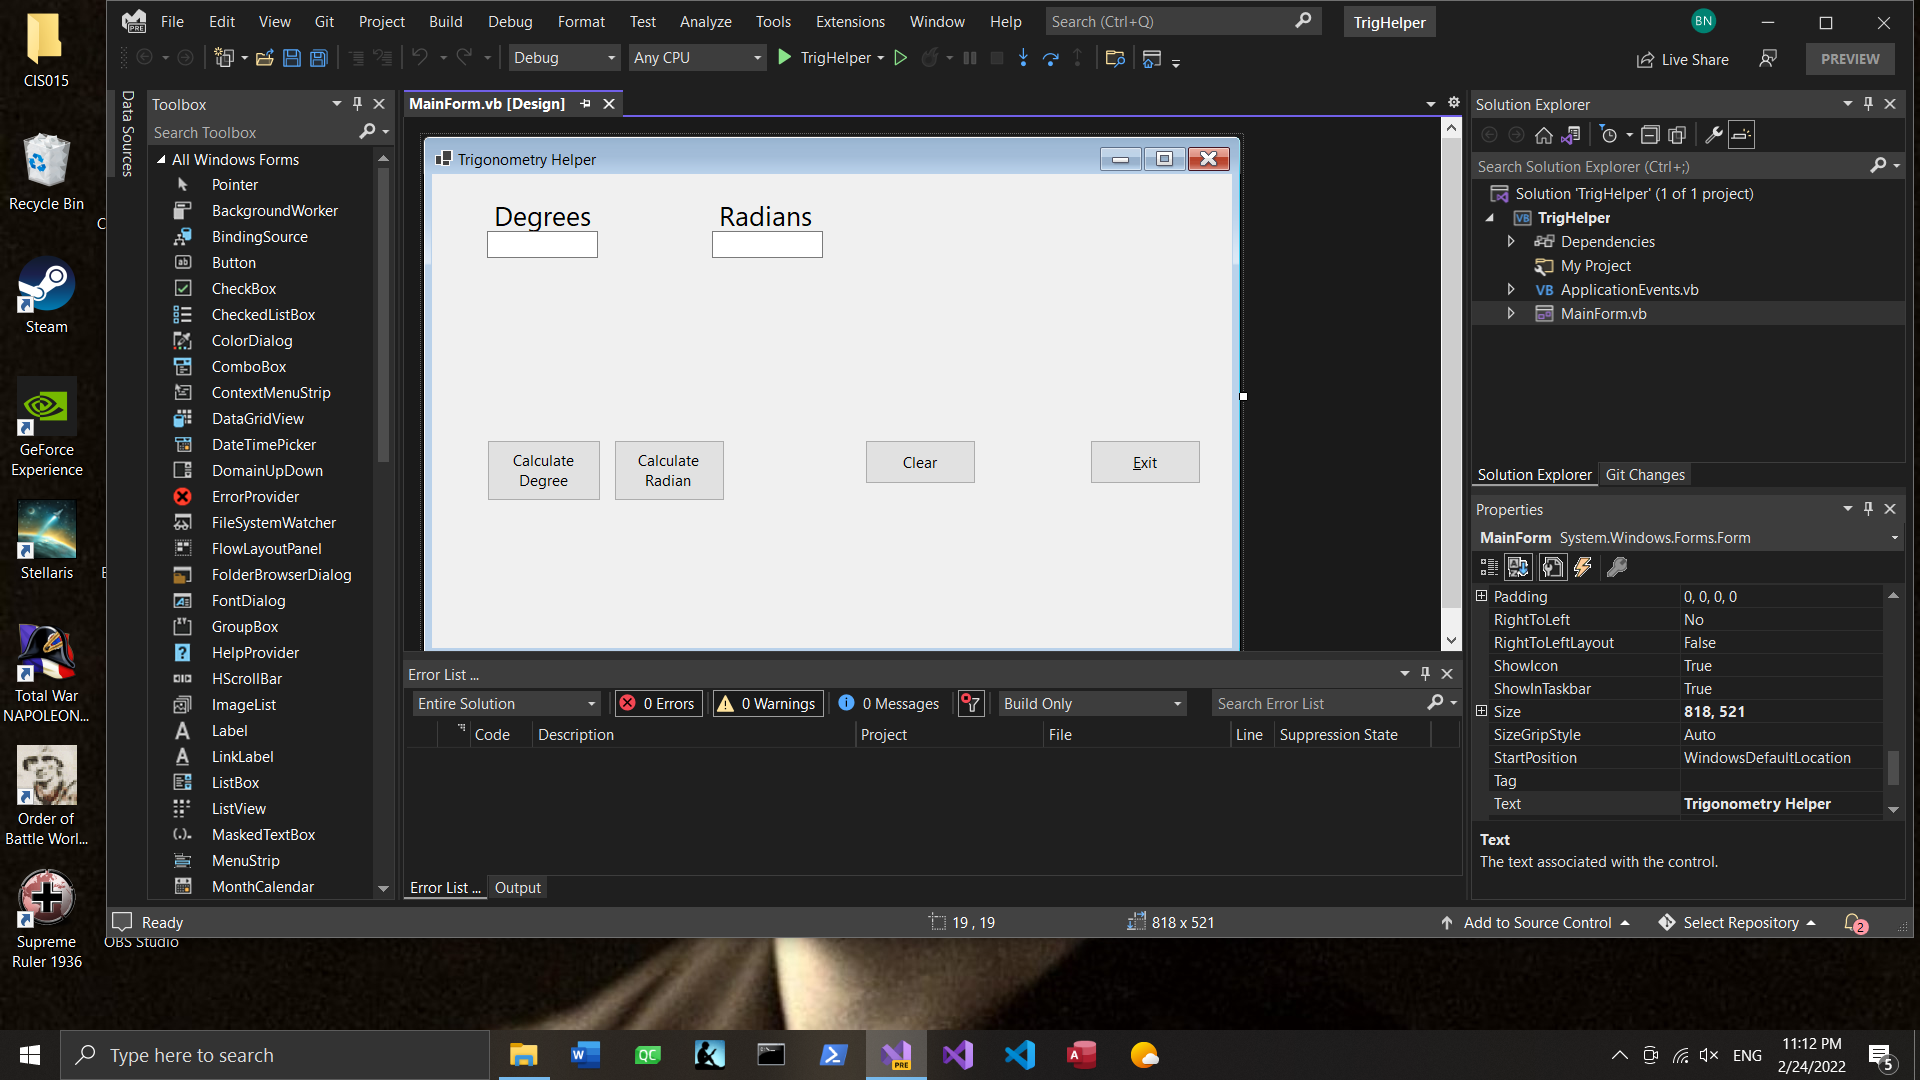 CIS015
Recycle Bin
C
Steam
GeForce
Experience
Stellaris
E
Total War
NAPOLEON...
Order of
Battle Worl...
Supreme
Ruler 1936
OBS Studio
File Edit View Git Project Build Debug Format Test Analyze Tools Extensions Window Help Search (Ctrl+Q) TrigHelper BN
PRE
Debug Any CPU TrigHelper Live Share PREVIEW
Data Sources
Toolbox
Search Toolbox
All Windows Forms
Pointer
BackgroundWorker
BindingSource
Button
CheckBox
CheckedListBox
ColorDialog
ComboBox
ContextMenuStrip
DataGridView
DateTimePicker
DomainUpDown
ErrorProvider
FileSystemWatcher
FlowLayoutPanel
FolderBrowserDialog
FontDialog
GroupBox
HelpProvider
HScrollBar
ImageList
Label
LinkLabel
ListBox
ListView
MaskedTextBox
MenuStrip
MonthCalendar
MainForm.vb [Design]
Trigonometry Helper
Degrees Radians
Calculate
Degree
Calculate
Radian
Clear
Exit
Error List ...
Entire Solution 0 Errors 0 Warnings 0 Messages Build Only Search Error List
Code Description Project File Line Suppression State
Error List ... Output
Solution Explorer
Search Solution Explorer (Ctrl+;)
Solution 'TrigHelper' (1 of 1 project)
VB TrigHelper
Dependencies
My Project
VB ApplicationEvents.vb
MainForm.vb
Solution Explorer Git Changes
Properties
MainForm System.Windows.Forms.Form
Padding 0, 0, 0, 0
RightToLeft No
RightToLeftLayout False
ShowIcon True
ShowInTaskbar True
Size 818, 521
SizeGripStyle Auto
StartPosition WindowsDefaultLocation
Tag
Text Trigonometry Helper
Text
The text associated with the control.
Ready 19 , 19 818 x 521 Add to Source Control Select Repository 2
Type here to search
W
QC
PRE
A
ENG
11:12 PM
2/24/2022
5